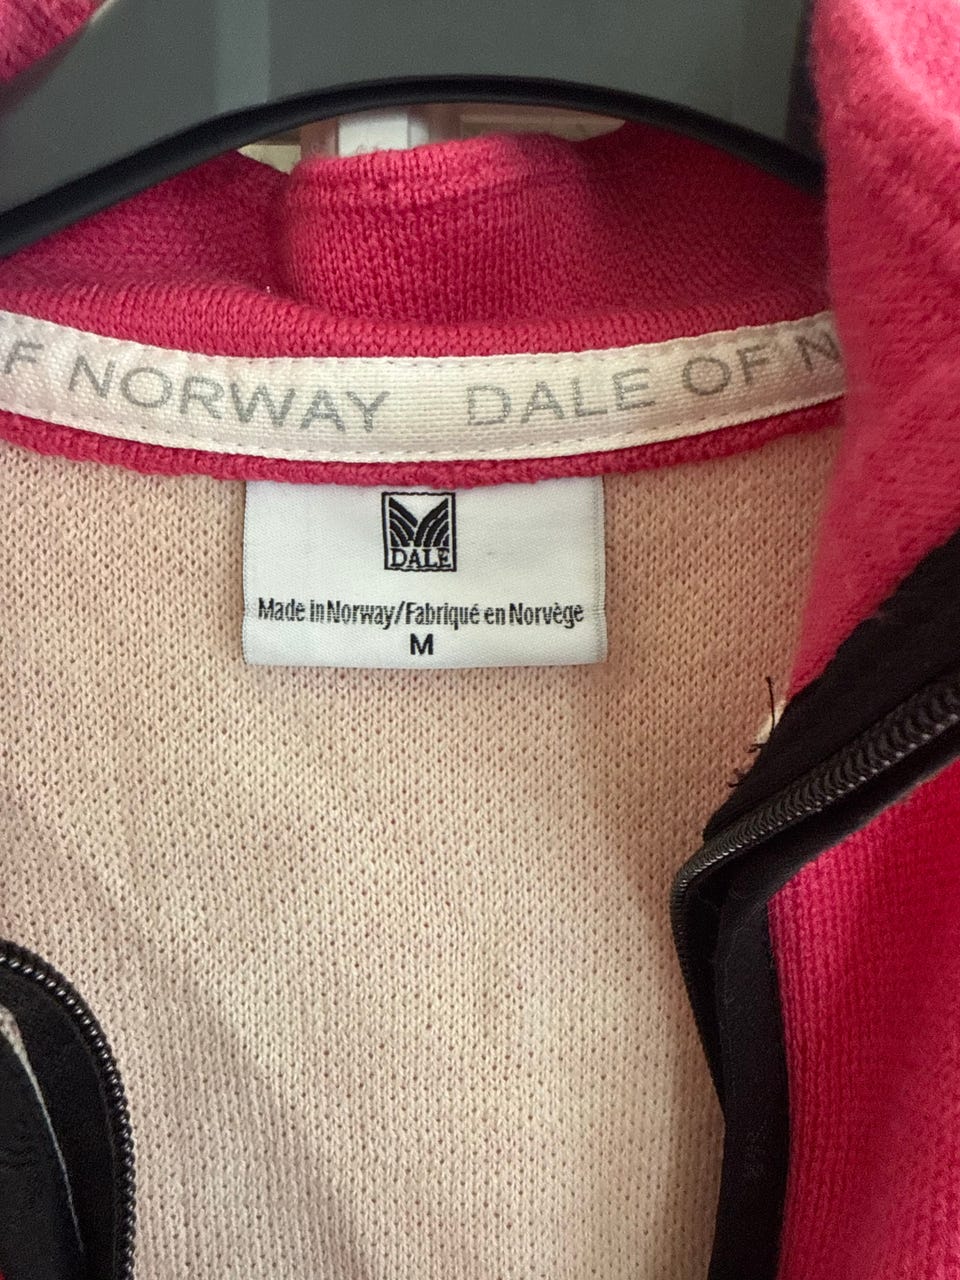 F NORWAY DALE OF N
DALE
Made in Norway/Fabriqué en Norvège
M